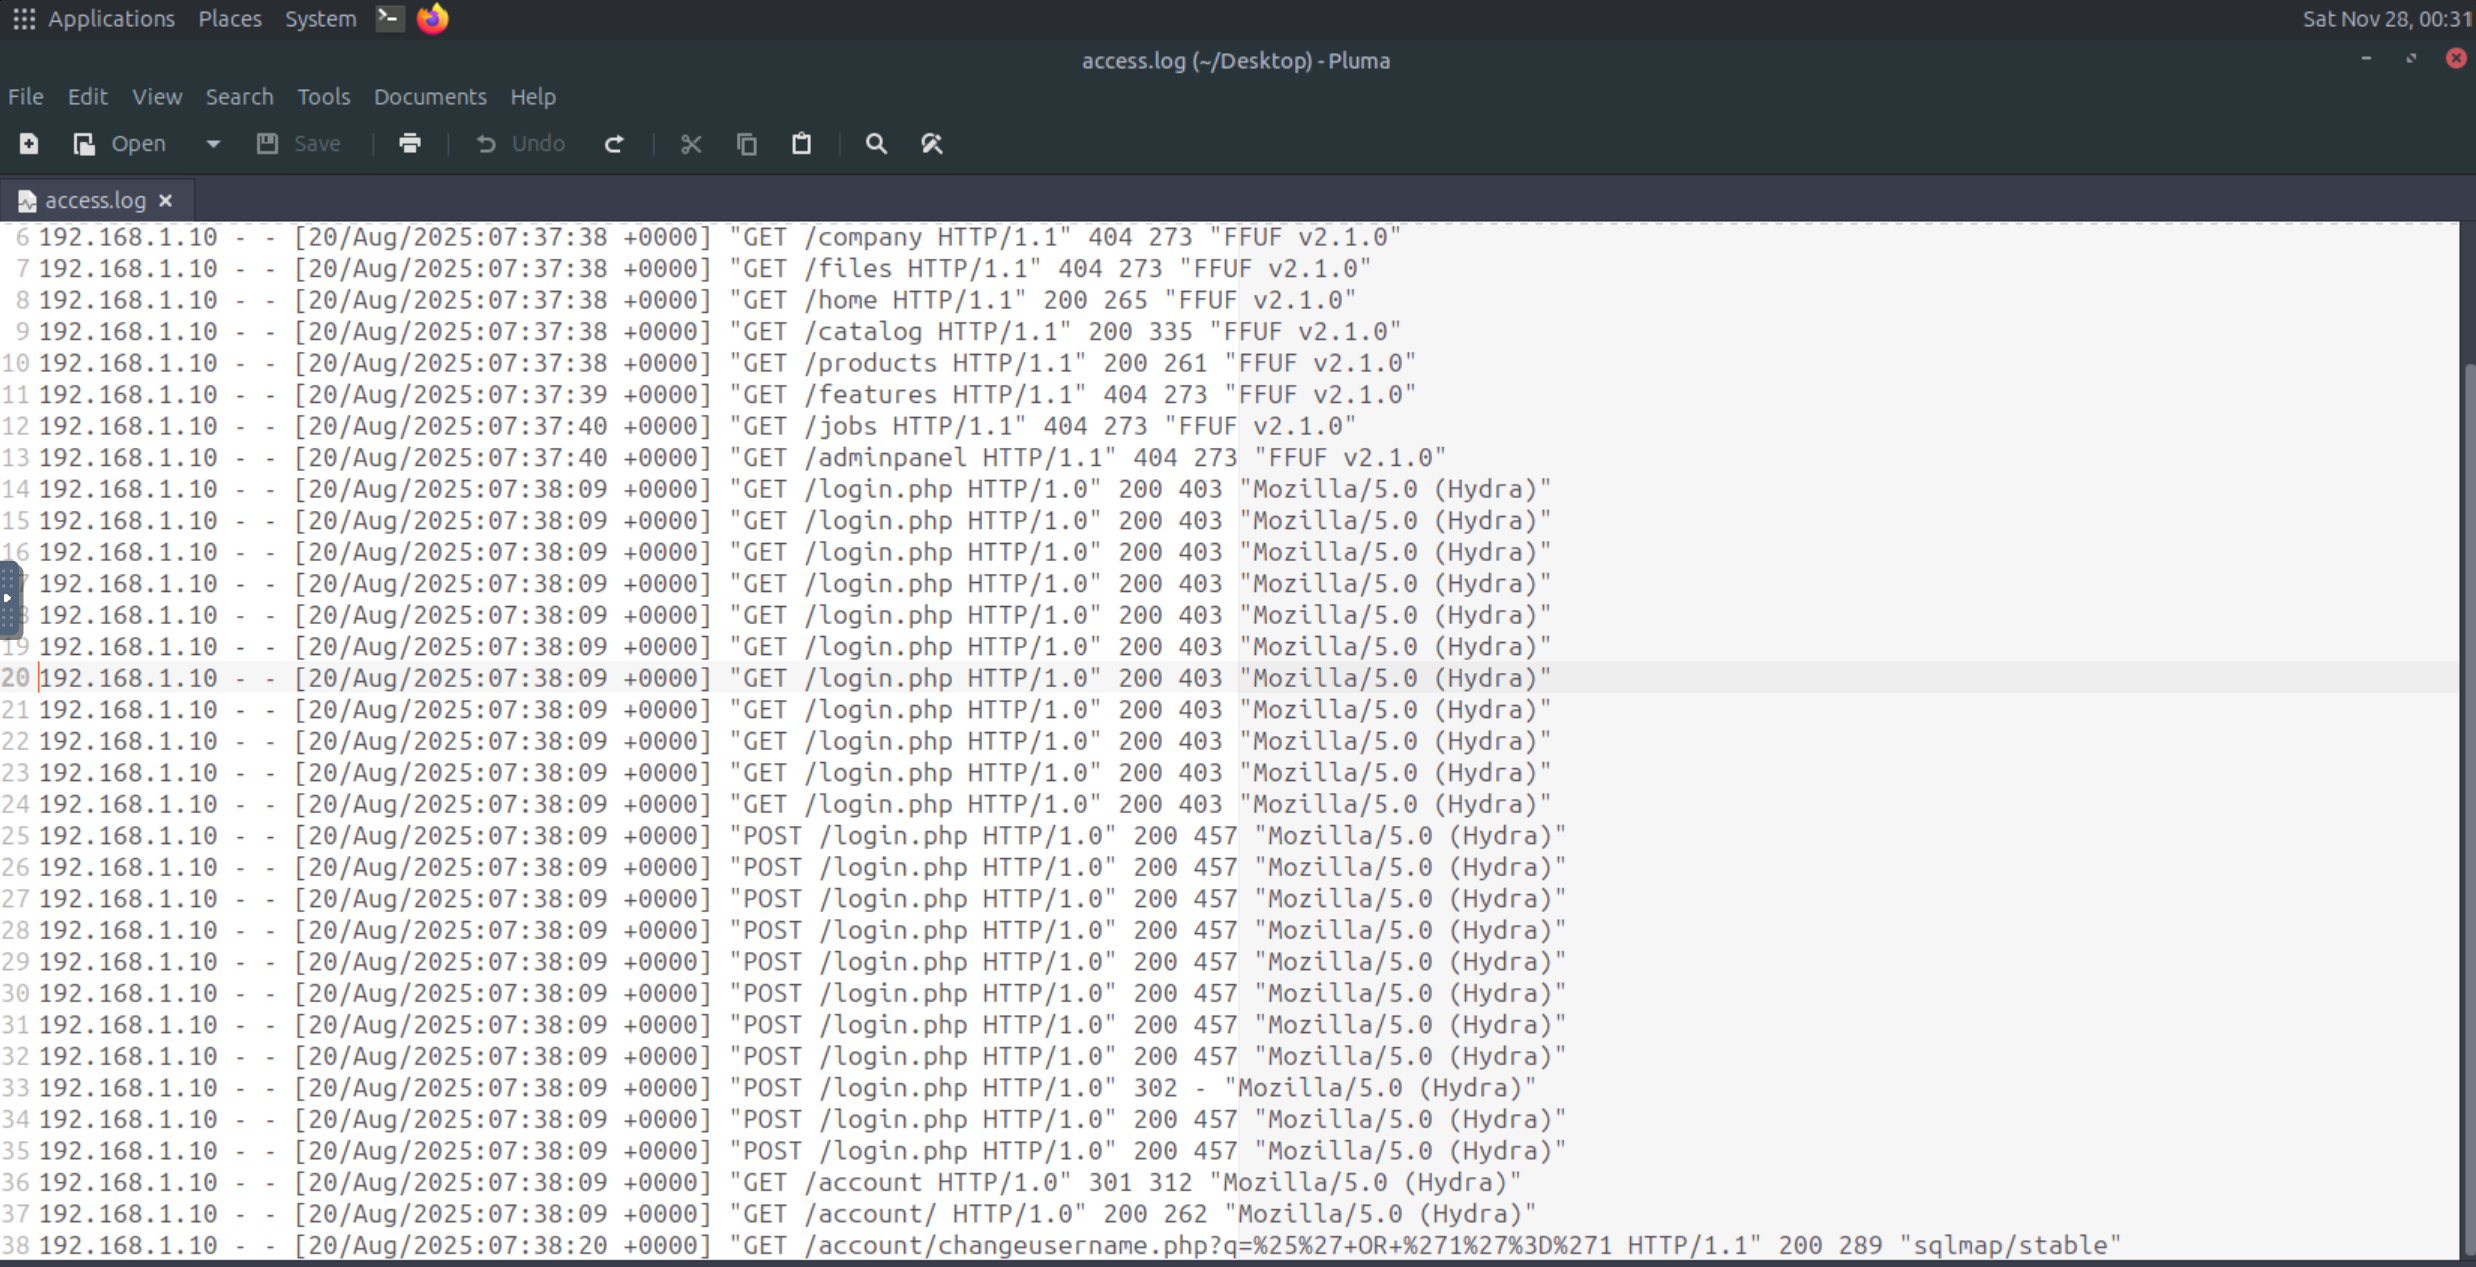 Applications Places System Sat Nov 28, 00:31
access.log (~/Desktop) - Pluma
File Edit View Search Tools Documents Help
Open Save Undo
access.log
6 192.168.1.10 - - [20/Aug/2025:07:37:38 +0000] "GET /company HTTP/1.1" 404 273 "FFUF v2.1.0"
7 192.168.1.10 - - [20/Aug/2025:07:37:38 +0000] "GET /files HTTP/1.1" 404 273 "FFUF v2.1.0"
8 192.168.1.10 - - [20/Aug/2025:07:37:38 +0000] "GET /home HTTP/1.1" 200 265 "FFUF v2.1.0"
9 192.168.1.10 - - [20/Aug/2025:07:37:38 +0000] "GET /catalog HTTP/1.1" 200 335 "FFUF v2.1.0"
10 192.168.1.10 - - [20/Aug/2025:07:37:38 +0000] "GET /products HTTP/1.1" 200 261 "FFUF v2.1.0"
11 192.168.1.10 - - [20/Aug/2025:07:37:39 +0000] "GET /features HTTP/1.1" 404 273 "FFUF v2.1.0"
12 192.168.1.10 - - [20/Aug/2025:07:37:40 +0000] "GET /jobs HTTP/1.1" 404 273 "FFUF v2.1.0"
13 192.168.1.10 - - [20/Aug/2025:07:37:40 +0000] "GET /adminpanel HTTP/1.1" 404 273 "FFUF v2.1.0"
14 192.168.1.10 - - [20/Aug/2025:07:38:09 +0000] "GET /login.php HTTP/1.0" 200 403 "Mozilla/5.0 (Hydra)"
15 192.168.1.10 - - [20/Aug/2025:07:38:09 +0000] "GET /login.php HTTP/1.0" 200 403 "Mozilla/5.0 (Hydra)"
16 192.168.1.10 - - [20/Aug/2025:07:38:09 +0000] "GET /login.php HTTP/1.0" 200 403 "Mozilla/5.0 (Hydra)"
7 192.168.1.10 - - [20/Aug/2025:07:38:09 +0000] "GET /login.php HTTP/1.0" 200 403 "Mozilla/5.0 (Hydra)"
8 192.168.1.10 - - [20/Aug/2025:07:38:09 +0000] "GET /login.php HTTP/1.0" 200 403 "Mozilla/5.0 (Hydra)"
19 192.168.1.10 - - [20/Aug/2025:07:38:09 +0000] "GET /login.php HTTP/1.0" 200 403 "Mozilla/5.0 (Hydra)"
20 192.168.1.10 - - [20/Aug/2025:07:38:09 +0000] "GET /login.php HTTP/1.0" 200 403 "Mozilla/5.0 (Hydra)"
21 192.168.1.10 - - [20/Aug/2025:07:38:09 +0000] "GET /login.php HTTP/1.0" 200 403 "Mozilla/5.0 (Hydra)"
22 192.168.1.10 - - [20/Aug/2025:07:38:09 +0000] "GET /login.php HTTP/1.0" 200 403 "Mozilla/5.0 (Hydra)"
23 192.168.1.10 - - [20/Aug/2025:07:38:09 +0000] "GET /login.php HTTP/1.0" 200 403 "Mozilla/5.0 (Hydra)"
24 192.168.1.10 - - [20/Aug/2025:07:38:09 +0000] "GET /login.php HTTP/1.0" 200 403 "Mozilla/5.0 (Hydra)"
25 192.168.1.10 - - [20/Aug/2025:07:38:09 +0000] "POST /login.php HTTP/1.0" 200 457 "Mozilla/5.0 (Hydra)"
26 192.168.1.10 - - [20/Aug/2025:07:38:09 +0000] "POST /login.php HTTP/1.0" 200 457 "Mozilla/5.0 (Hydra)"
27 192.168.1.10 - - [20/Aug/2025:07:38:09 +0000] "POST /login.php HTTP/1.0" 200 457 "Mozilla/5.0 (Hydra)"
28 192.168.1.10 - - [20/Aug/2025:07:38:09 +0000] "POST /login.php HTTP/1.0" 200 457 "Mozilla/5.0 (Hydra)"
29 192.168.1.10 - - [20/Aug/2025:07:38:09 +0000] "POST /login.php HTTP/1.0" 200 457 "Mozilla/5.0 (Hydra)"
30 192.168.1.10 - - [20/Aug/2025:07:38:09 +0000] "POST /login.php HTTP/1.0" 200 457 "Mozilla/5.0 (Hydra)"
31 192.168.1.10 - - [20/Aug/2025:07:38:09 +0000] "POST /login.php HTTP/1.0" 200 457 "Mozilla/5.0 (Hydra)"
32 192.168.1.10 - - [20/Aug/2025:07:38:09 +0000] "POST /login.php HTTP/1.0" 200 457 "Mozilla/5.0 (Hydra)"
33 192.168.1.10 - - [20/Aug/2025:07:38:09 +0000] "POST /login.php HTTP/1.0" 302 - "Mozilla/5.0 (Hydra)"
34 192.168.1.10 - - [20/Aug/2025:07:38:09 +0000] "POST /login.php HTTP/1.0" 200 457 "Mozilla/5.0 (Hydra)"
35 192.168.1.10 - - [20/Aug/2025:07:38:09 +0000] "POST /login.php HTTP/1.0" 200 457 "Mozilla/5.0 (Hydra)"
36 192.168.1.10 - - [20/Aug/2025:07:38:09 +0000] "GET /account HTTP/1.0" 301 312 "Mozilla/5.0 (Hydra)"
37 192.168.1.10 - - [20/Aug/2025:07:38:09 +0000] "GET /account/ HTTP/1.0" 200 262 "Mozilla/5.0 (Hydra)"
38 192.168.1.10 - - [20/Aug/2025:07:38:20 +0000] "GET /account/changeusername.php?q=%25%27+OR+%271%27%3D%271 HTTP/1.1" 200 289 "sqlmap/stable"